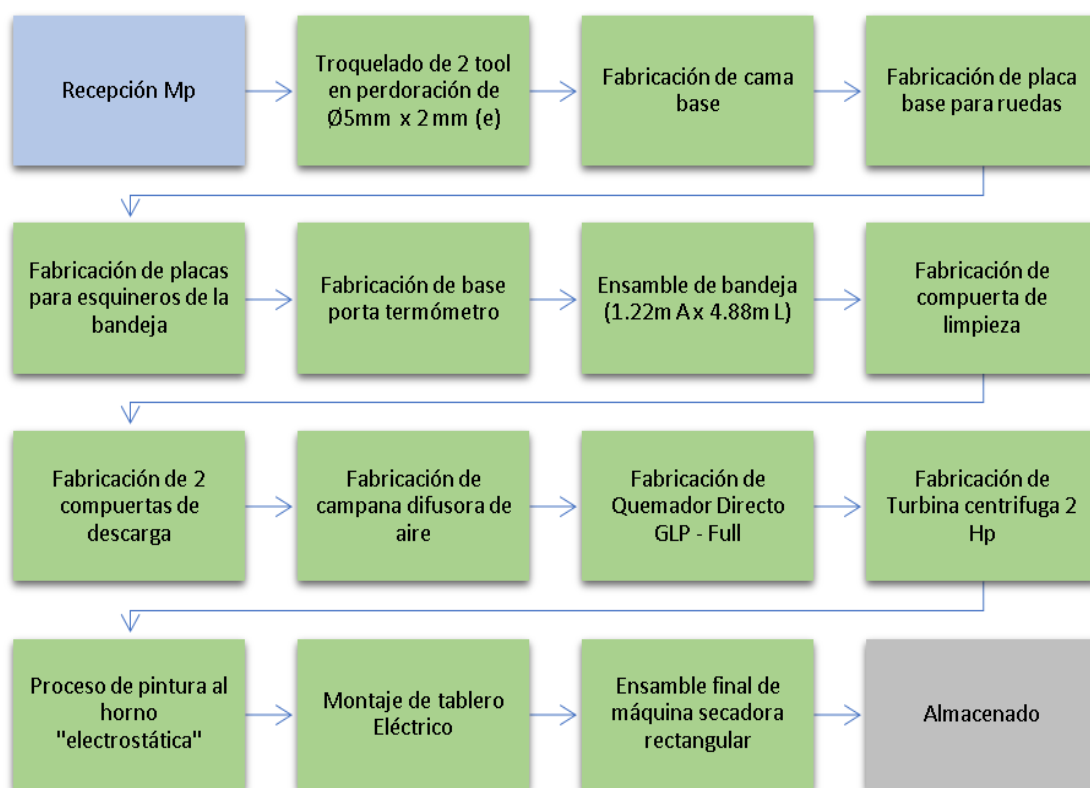 Recepción Mp
Troquelado de 2 tool
en perdoración de
Ø5mm x 2 mm (e)
Fabricación de cama
base
Fabricación de placa
base para ruedas
Fabricación de placas
para esquineros de la
bandeja
Fabricación de base
porta termómetro
Ensamble de bandeja
(1.22m A x 4.88m L)
Fabricación de
compuerta de
limpieza
Fabricación de 2
compuertas de
descarga
Fabricación de
campana difusora de
aire
Fabricación de
Quemador Directo
GLP - Full
Fabricación de
Turbina centrifuga 2
Hp
Proceso de pintura al
horno
"electrostática"
Montaje de tablero
Eléctrico
Ensamble final de
máquina secadora
rectangular
Almacenado